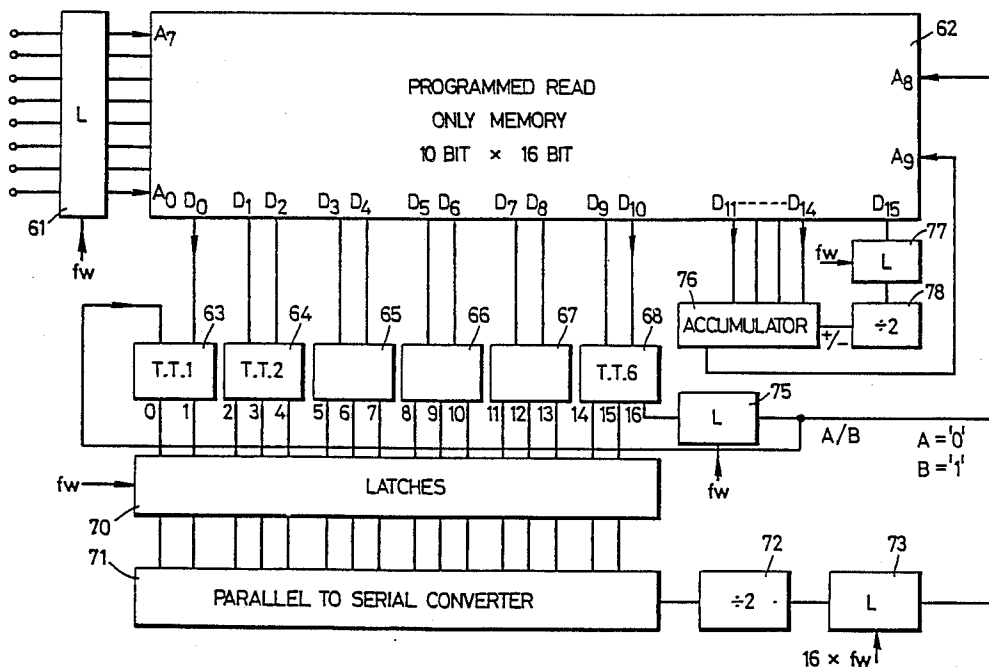 62
A7
A8
PROGRAMMED READ
ONLY MEMORY
10 BIT × 16 BIT
L
A9
A0 D0 D1 D2 D3 D4 D5 D6 D7 D8 D9 D10 D11-----D14 D15
61
fw
77
fw L
76 78
63 64 65 66 67 68
ACCUMULATOR +/- ÷2
T.T.1 T.T.2 T.T.6
75
0 1 2 3 4 5 6 7 8 9 10 11 12 13 14 15 16
L
A/B A='0'
B='1'
fw LATCHES fw
70
71 72 73
PARALLEL TO SERIAL CONVERTER ÷2 L
16 × fw